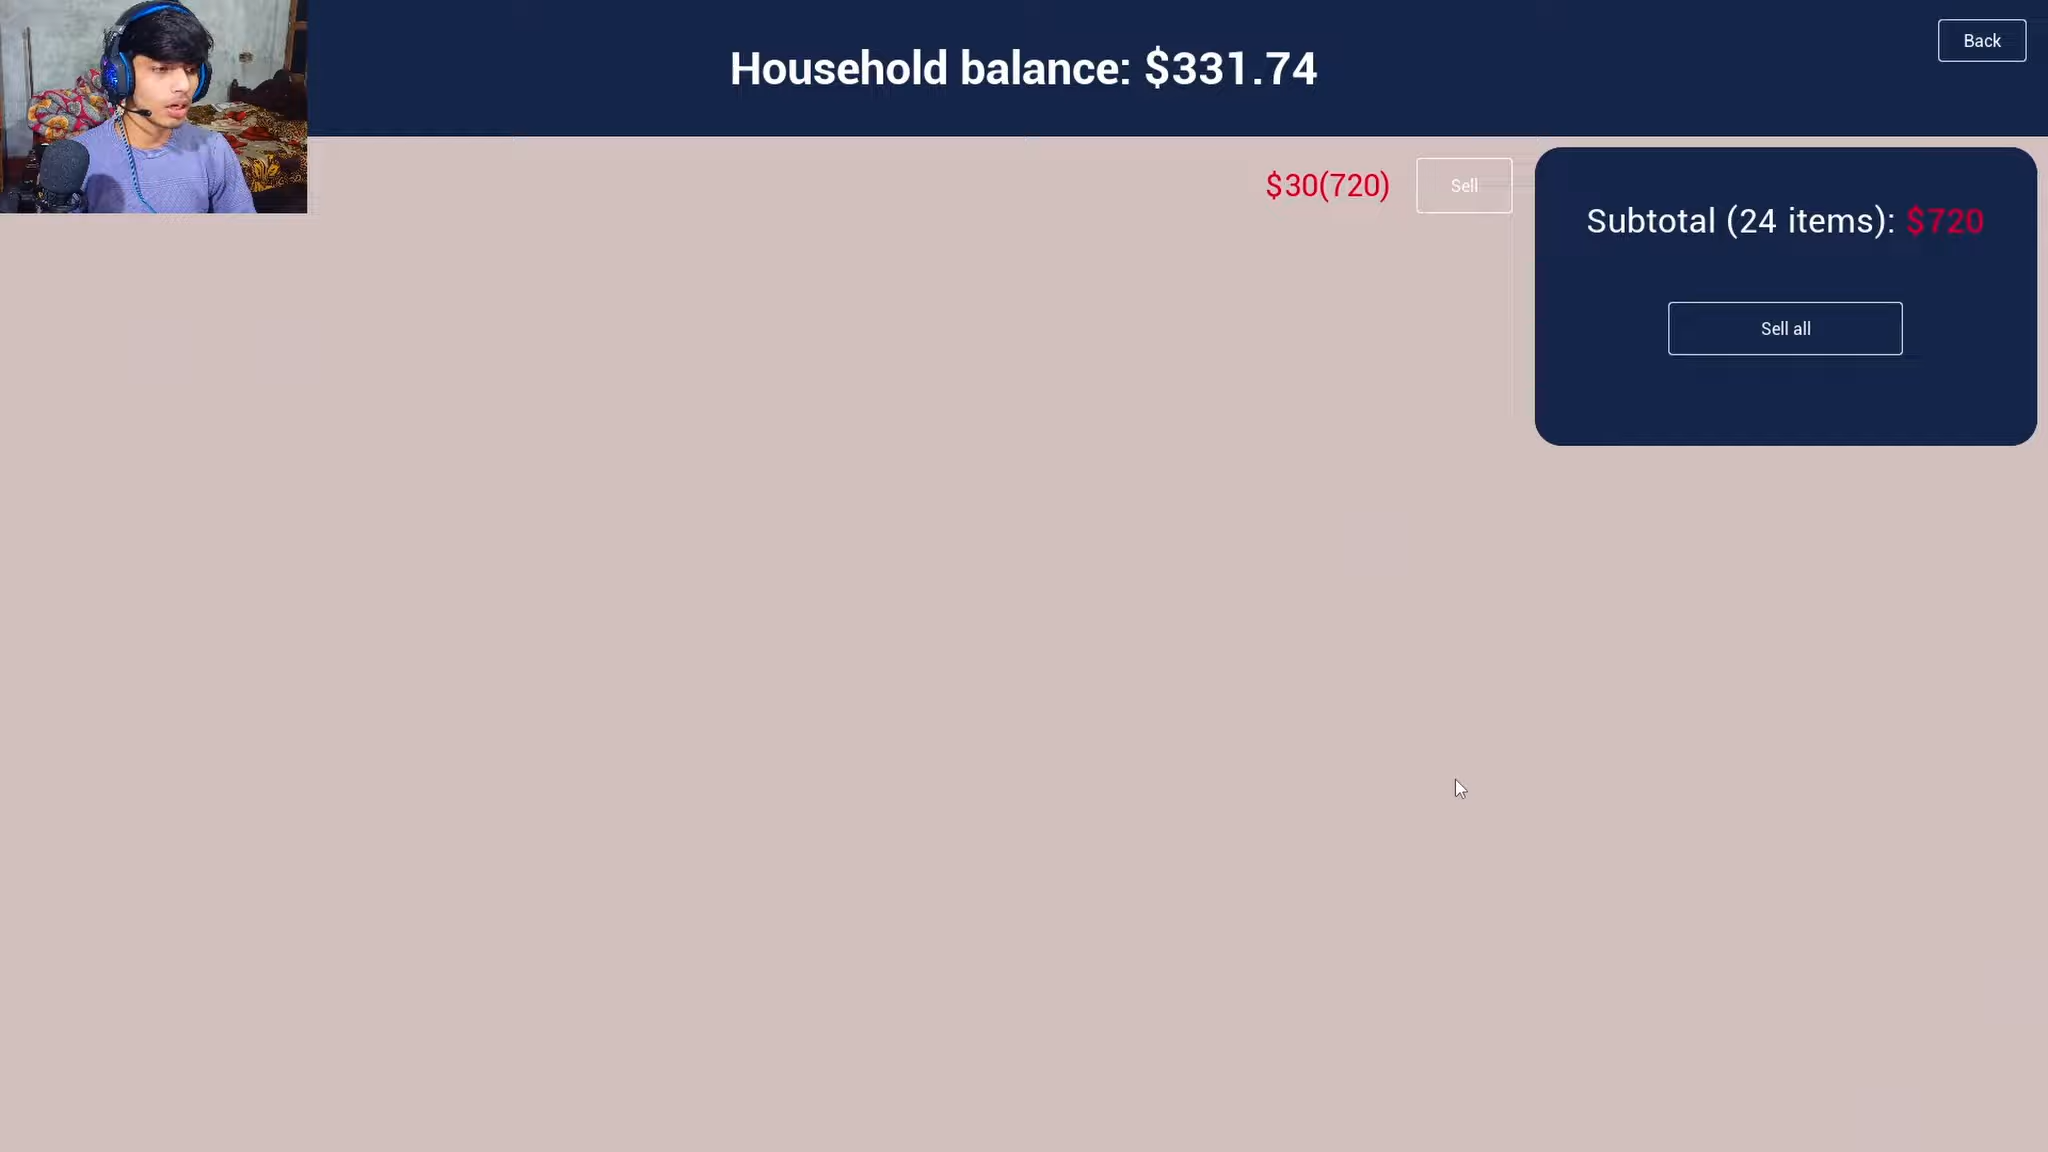 Household balance: $331.74
Back
$30(720)
Sell
Subtotal (24 items): $720
Sell all